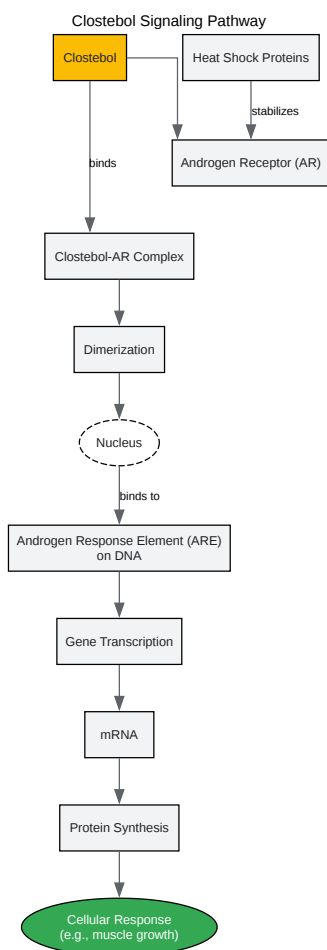 Clostebol Signaling Pathway
Clostebol
Heat Shock Proteins
stabilizes
binds
Androgen Receptor (AR)
Clostebol-AR Complex
Dimerization
Nucleus
binds to
Androgen Response Element (ARE)
on DNA
Gene Transcription
mRNA
Protein Synthesis
Cellular Response
(e.g., muscle growth)